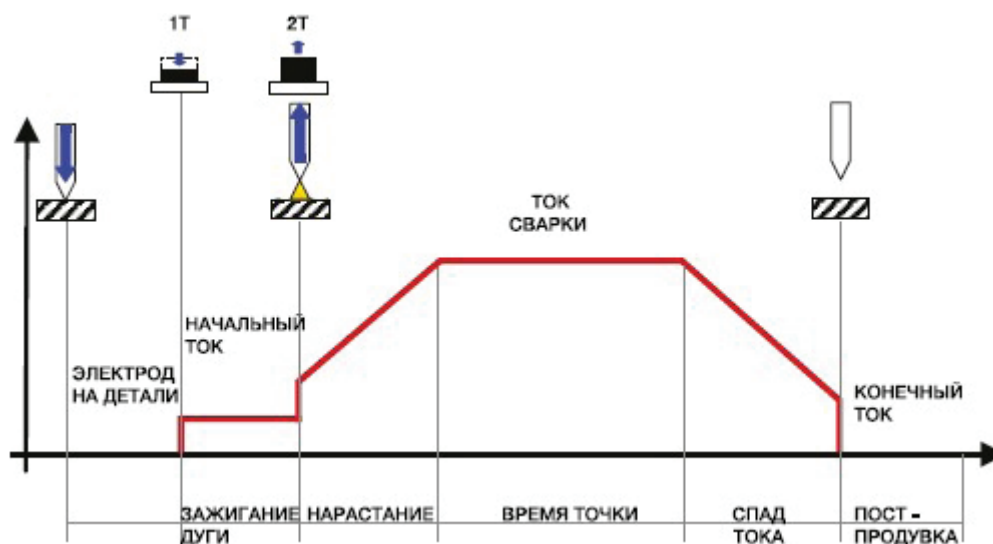 1T
2T
ТОК
СВАРКИ
НАЧАЛЬНЫЙ
ТОК
ЭЛЕКТРОД
НА ДЕТАЛИ
КОНЕЧНЫЙ
ТОК
ЗАЖИГАНИЕ
ДУГИ
НАРАСТАНИЕ
ВРЕМЯ ТОЧКИ
СПАД
ТОКА
ПОСТ -
ПРОДУВКА